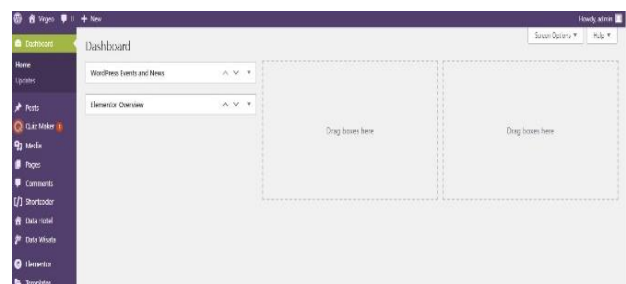 + New
Howdy, admin
Screen Options
Help
Dashboard
Dashboard
Home
Updates
WordPress Events and News
Elementor Overview
Drag boxes here
Drag boxes here
Posts
Quiz Maker
Media
Pages
Comments
Shortcoder
Data Hotel
Data Wisata
Elementor
Templates